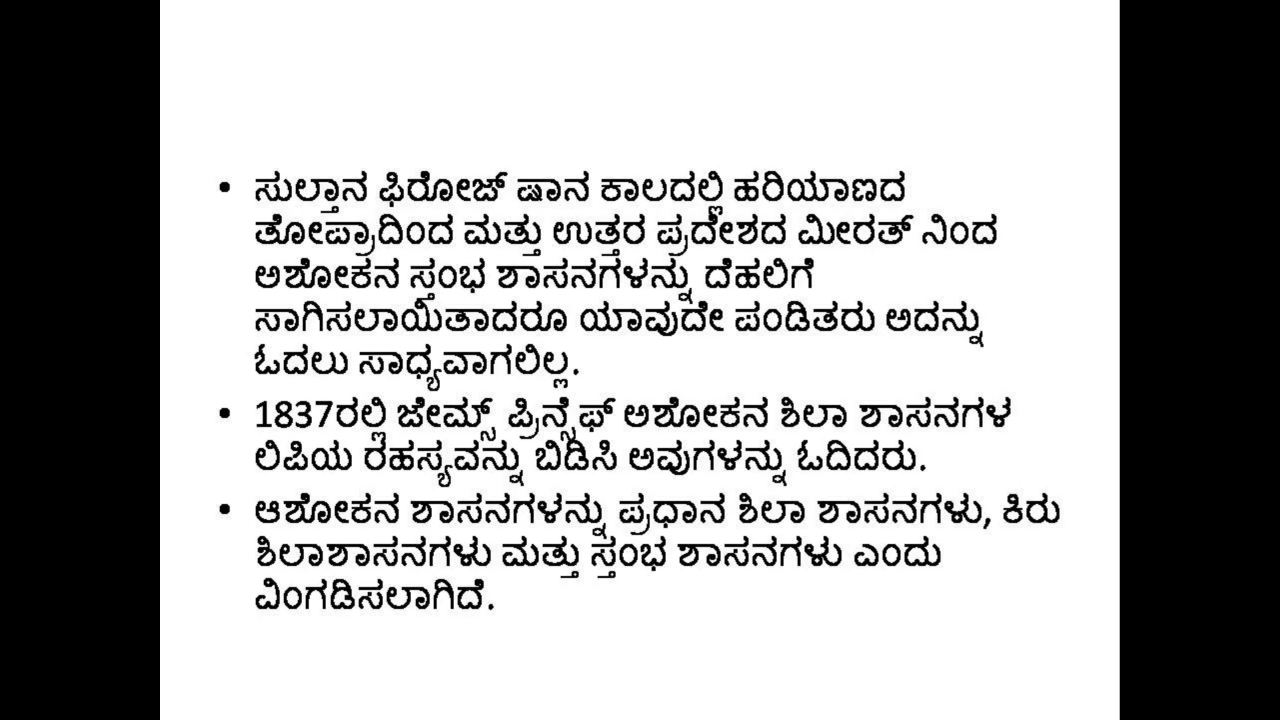 • ಸುಲ್ತಾನ ಫಿರೋಜ್ ಷಾನ ಕಾಲದಲ್ಲಿ ಹರಿಯಾಣದ
ತೋಪ್ರಾದಿಂದ ಮತ್ತು ಉತ್ತರ ಪ್ರದೇಶದ ಮೀರತ್ ನಿಂದ
ಅಶೋಕನ ಸ್ತಂಭ ಶಾಸನಗಳನ್ನು ದೆಹಲಿಗೆ
ಸಾಗಿಸಲಾಯಿತಾದರೂ ಯಾವುದೇ ಪಂಡಿತರು ಅದನ್ನು
ಓದಲು ಸಾಧ್ಯವಾಗಲಿಲ್ಲ.
• 1837ರಲ್ಲಿ ಜೇಮ್ಸ್ ಪ್ರಿನ್ಸೆಫ್ ಅಶೋಕನ ಶಿಲಾ ಶಾಸನಗಳ
ಲಿಪಿಯ ರಹಸ್ಯವನ್ನು ಬಿಡಿಸಿ ಅವುಗಳನ್ನು ಓದಿದರು.
• ಆಶೋಕನ ಶಾಸನಗಳನ್ನು ಪ್ರಧಾನ ಶಿಲಾ ಶಾಸನಗಳು, ಕಿರು
ಶಿಲಾಶಾಸನಗಳು ಮತ್ತು ಸ್ತಂಭ ಶಾಸನಗಳು ಎಂದು
ವಿಂಗಡಿಸಲಾಗಿದೆ.